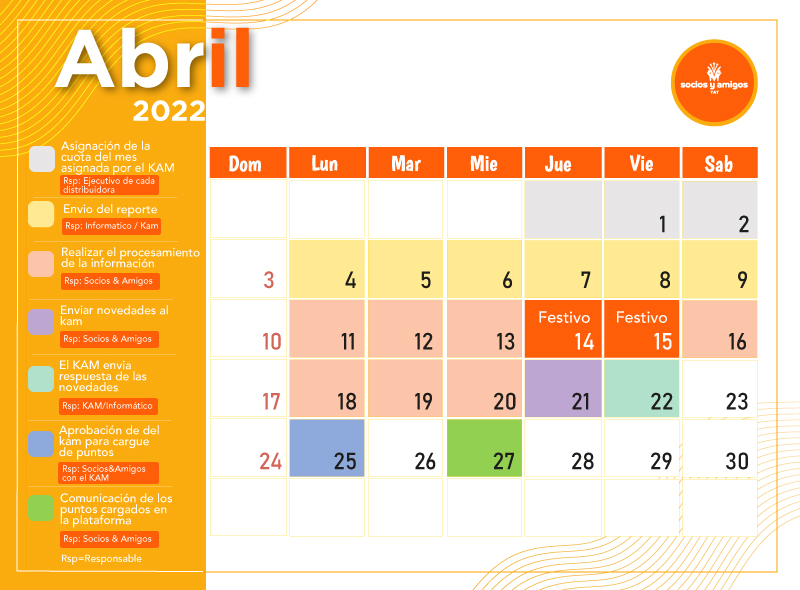 Abril
2022
socios y amigos
TAT
Asignación de la
cuota del mes
asignada por el KAM
Rsp: Ejecutivo de cada
distribuidora
Envio del reporte
Rsp: Informatico / Kam
Realizar el procesamiento
de la información
Rsp: Socios & Amigos
Enviar novedades al
kam
Rsp: Socios & Amigos
El KAM envia
respuesta de las
novedades
Rsp: KAM/Informático
Aprobación de del
kam para cargue
de puntos
Rsp: Socios&Amigos
con el KAM
Comunicación de los
puntos cargados en
la plataforma
Rsp: Socios & Amigos
Rsp=Responsable
Dom Lun Mar Mie Jue Vie Sab
1 2
3 4 5 6 7 8 9
Festivo Festivo
10 11 12 13 14 15 16
17 18 19 20 21 22 23
24 25 26 27 28 29 30